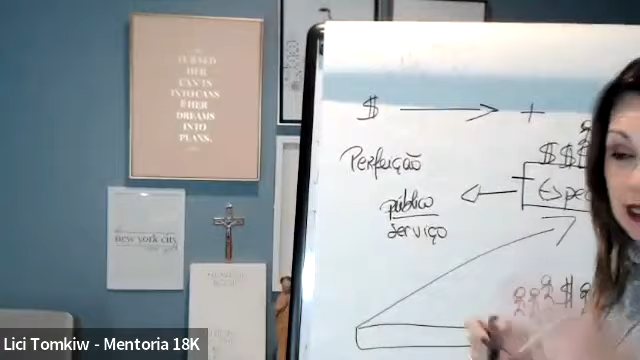 TURNED
HER
CAN'TS
INTO CANS
& HER
DREAMS
INTO
PLANS.
new york city
$ +
$$$
Perfeição
Espe
público
serviço
$
Lici Tomkiw - Mentoria 18K